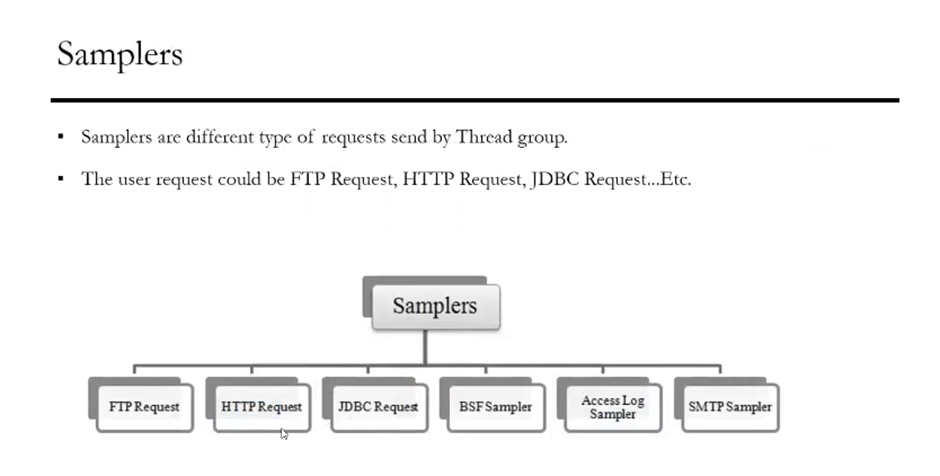 Samplers
▪ Samplers are different type of requests send by Thread group.
▪ The user request could be FTP Request, HTTP Request, JDBC Request...Etc.
Samplers
FTP Request
HTTP Request
JDBC Request
BSF Sampler
Access Log
Sampler
SMTP Sampler